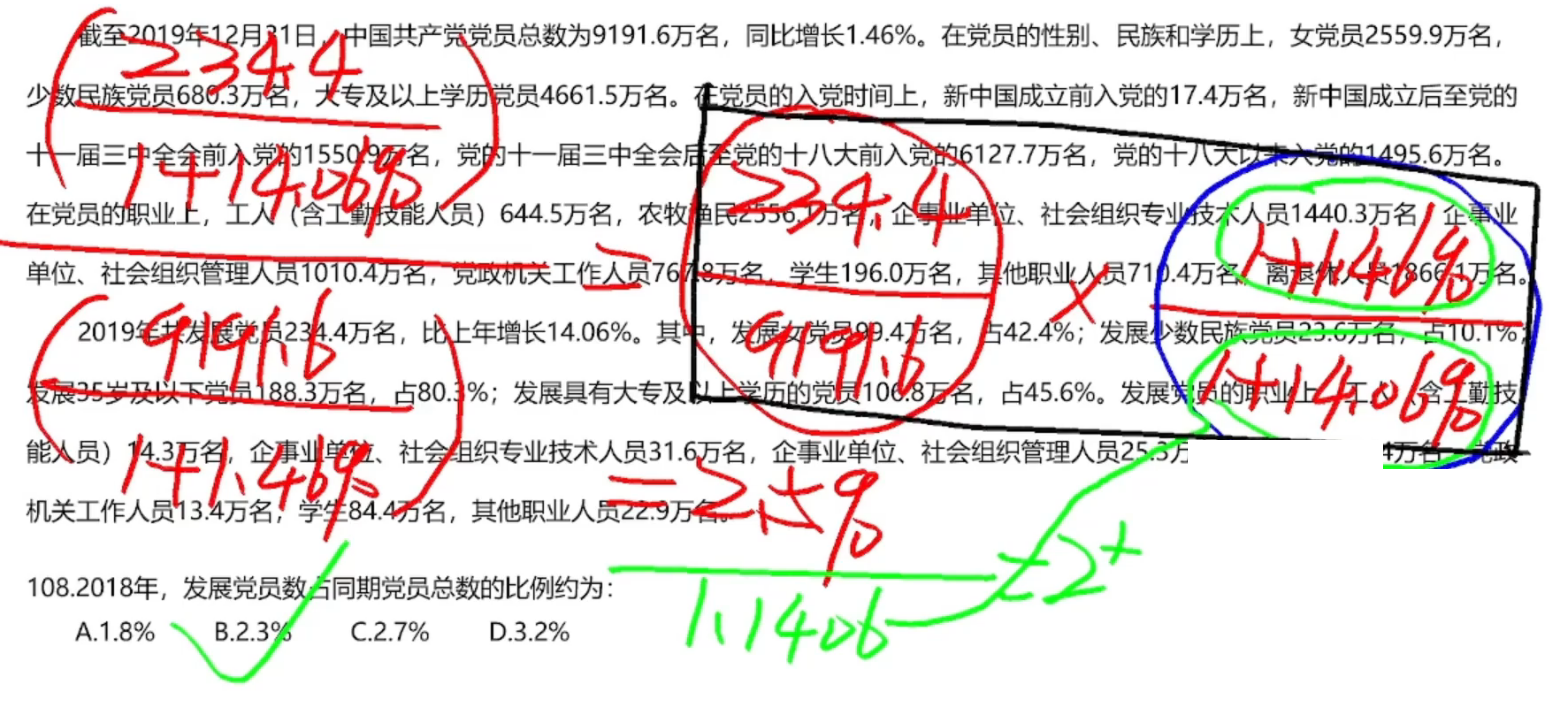 截至2019年12月31日，中国共产党党员总数为9191.6万名，同比增长1.46%。在党员的性别、民族和学历上，女党员2559.9万名，
少数民族党员680.3万名，大专及以上学历党员4661.5万名。在党员的入党时间上，新中国成立前入党的17.4万名，新中国成立后至党的
十一届三中全会前入党的1550.9万名，党的十一届三中全会后至党的十八大前入党的6127.7万名，党的十八大以来入党的1495.6万名。
在党员的职业上，工人（含工勤技能人员）644.5万名，农牧渔民2556.1万名，企事业单位、社会组织专业技术人员1440.3万名，企事业
单位、社会组织管理人员1010.4万名，党政机关工作人员767.8万名，学生196.0万名，其他职业人员710.4万名，离退休人员1866.1万名。
2019年共发展党员234.4万名，比上年增长14.06%。其中，发展女党员99.4万名，占42.4%；发展少数民族党员23.6万名，占10.1%；
发展35岁及以下党员188.3万名，占80.3%；发展具有大专及以上学历的党员106.8万名，占45.6%。发展党员的职业上，工人（含工勤技
能人员）14.3万名，企事业单位、社会组织专业技术人员31.6万名，企事业单位、社会组织管理人员25.3万 4万名，党政
机关工作人员13.4万名，学生84.4万名，其他职业人员22.9万名。
108.2018年，发展党员数占同期党员总数的比例约为：
A.1.8% B.2.3% C.2.7% D.3.2%
234.4
1+14.06%
9191.6
1+1.46%
=
234.4
9191.6
×
1+1.46%
1+14.06%
=2.5%
1.1406
=2+